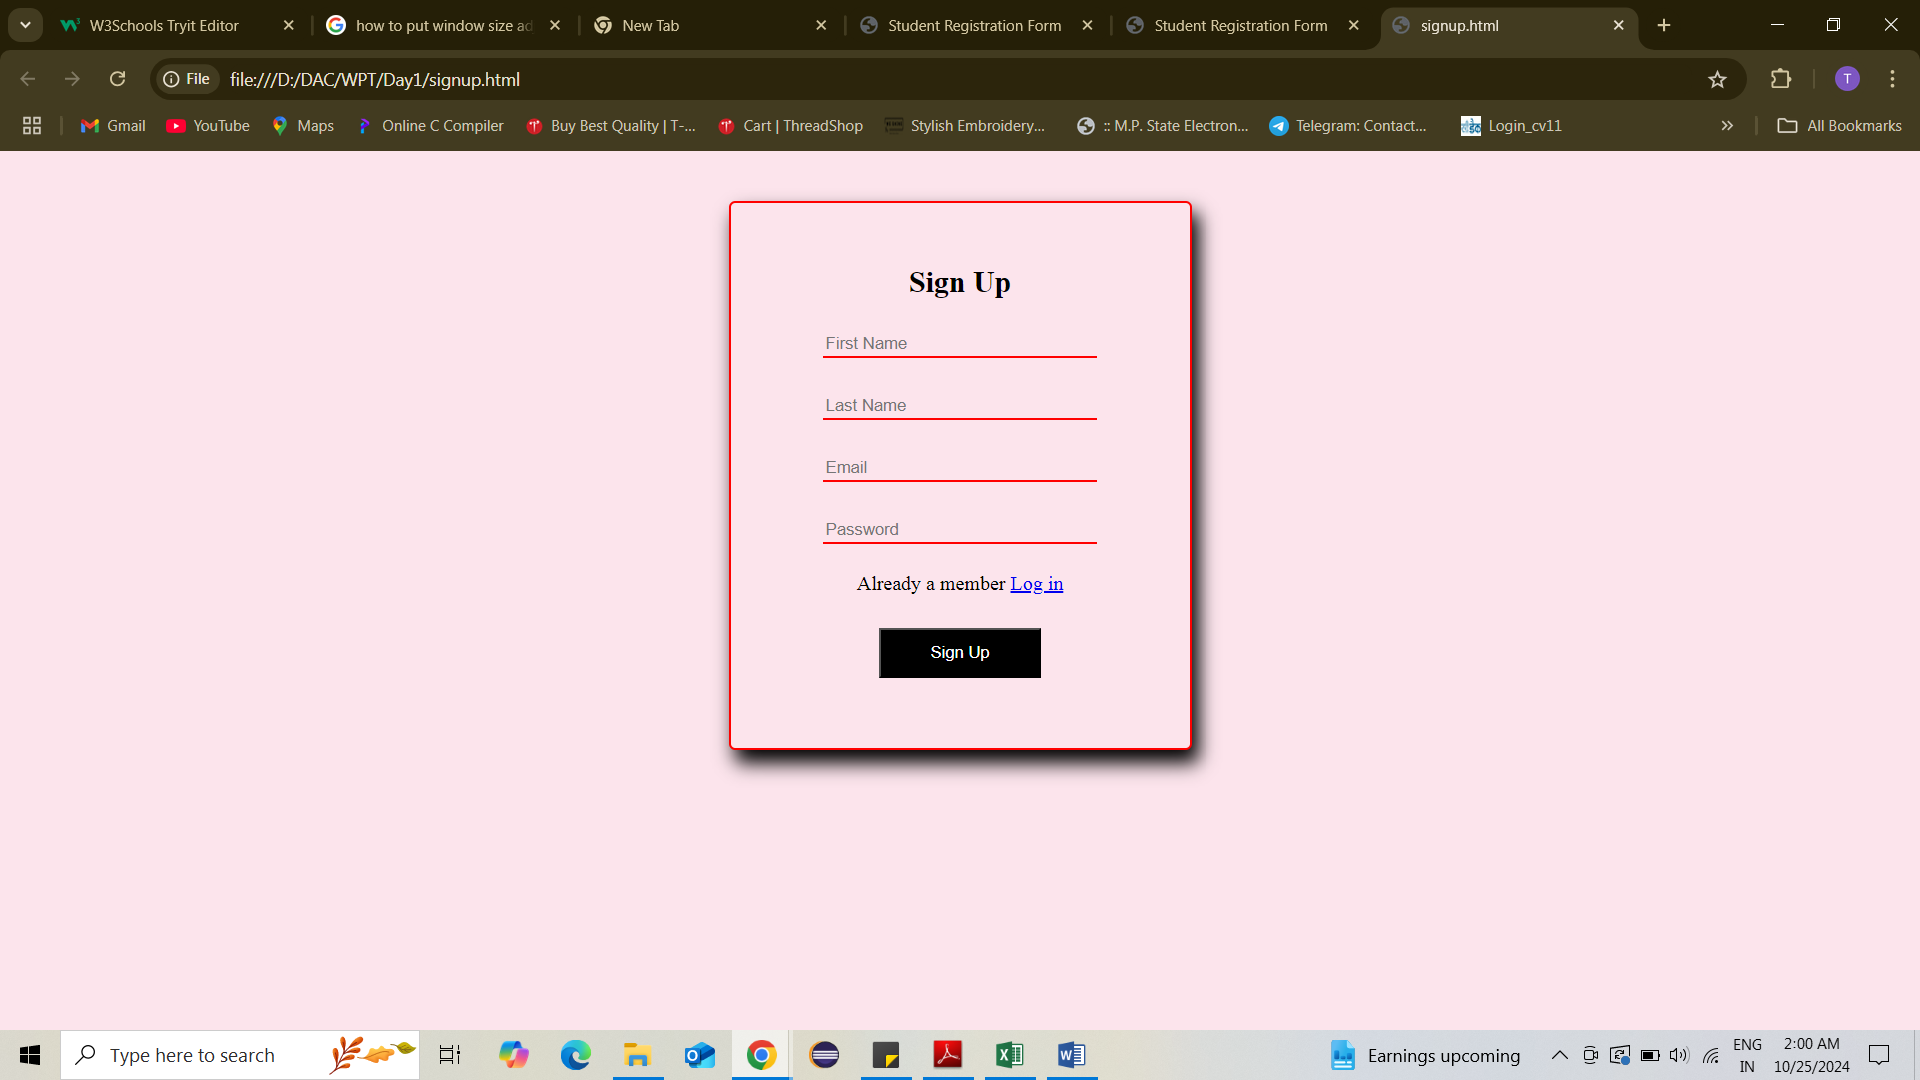 W3Schools Tryit Editor
how to put window size ad
New Tab
Student Registration Form
Student Registration Form
signup.html
File
file:///D:/DAC/WPT/Day1/signup.html
T
Gmail
YouTube
Maps
Online C Compiler
Buy Best Quality | T-...
Cart | ThreadShop
Stylish Embroidery...
:: M.P. State Electron...
Telegram: Contact...
Login_cv11
All Bookmarks
Sign Up
First Name
Last Name
Email
Password
Already a member Log in
Sign Up
Type here to search
Earnings upcoming
ENG
IN
2:00 AM
10/25/2024